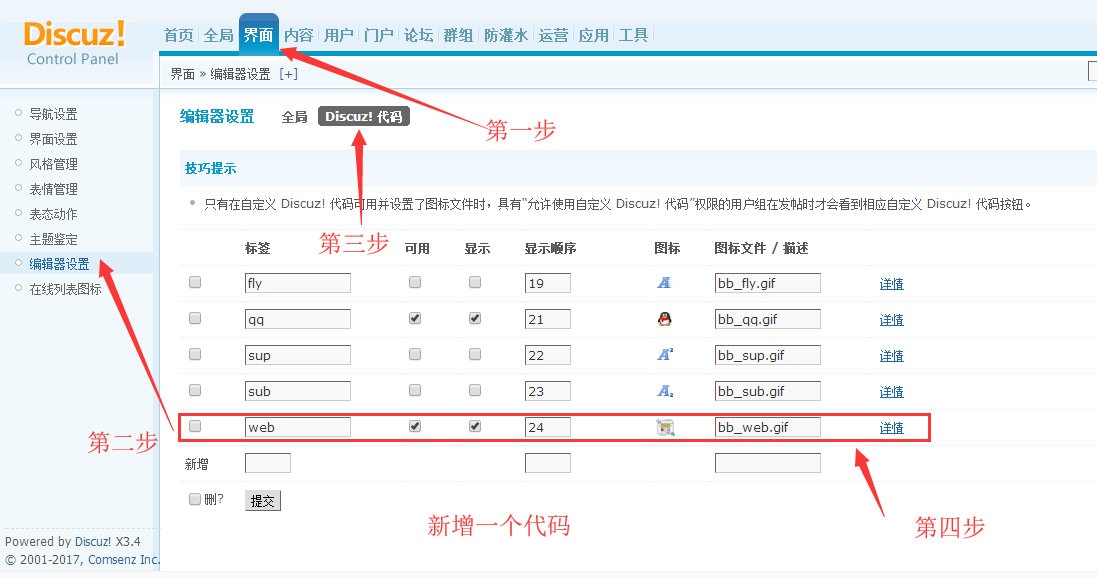 Discuz!
Control Panel
首页 全局 界面 内容 用户 门户 论坛 群组 防灌水 运营 应用 工具
界面 » 编辑器设置 [+]
导航设置
界面设置
风格管理
表情管理
表态动作
主题鉴定
编辑器设置
在线列表图标
编辑器设置 全局 Discuz! 代码
第一步
技巧提示
只有在自定义 Discuz! 代码可用并设置了图标文件时，具有“允许使用自定义 Discuz! 代码”权限的用户组在发帖时才会看到相应自定义 Discuz! 代码按钮。
第三步
标签 可用 显示 显示顺序 图标 图标文件 / 描述
fly 19 A bb_fly.gif 详情
qq 21 bb_qq.gif 详情
sup 22 A² bb_sup.gif 详情
sub 23 A₂ bb_sub.gif 详情
web 24 bb_web.gif 详情
第二步
新增
删? 提交
新增一个代码
第四步
Powered by Discuz! X3.4
© 2001-2017, Comsenz Inc.